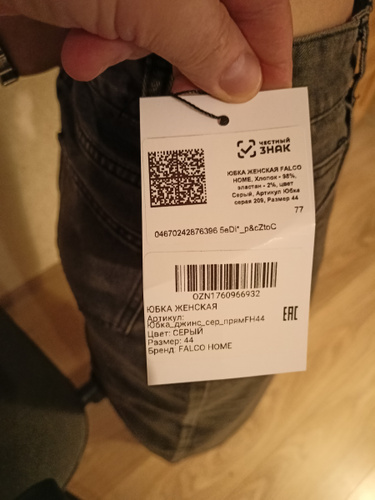 ЧЕСТНЫЙ
ЗНАК
ЮБКА ЖЕНСКАЯ FALCO
HOME, Хлопок - 98%,
эластан - 2%, цвет
Серый, Артикул Юбка
серая 209, Размер 44
77
04670242876396 5eDi"_p&cZtoC
OZN1760966932
ЮБКА ЖЕНСКАЯ
Артикул:
Юбка_джинс_сер_прямFH44
Цвет: СЕРЫЙ
Размер: 44
Бренд: FALCO HOME
EAC